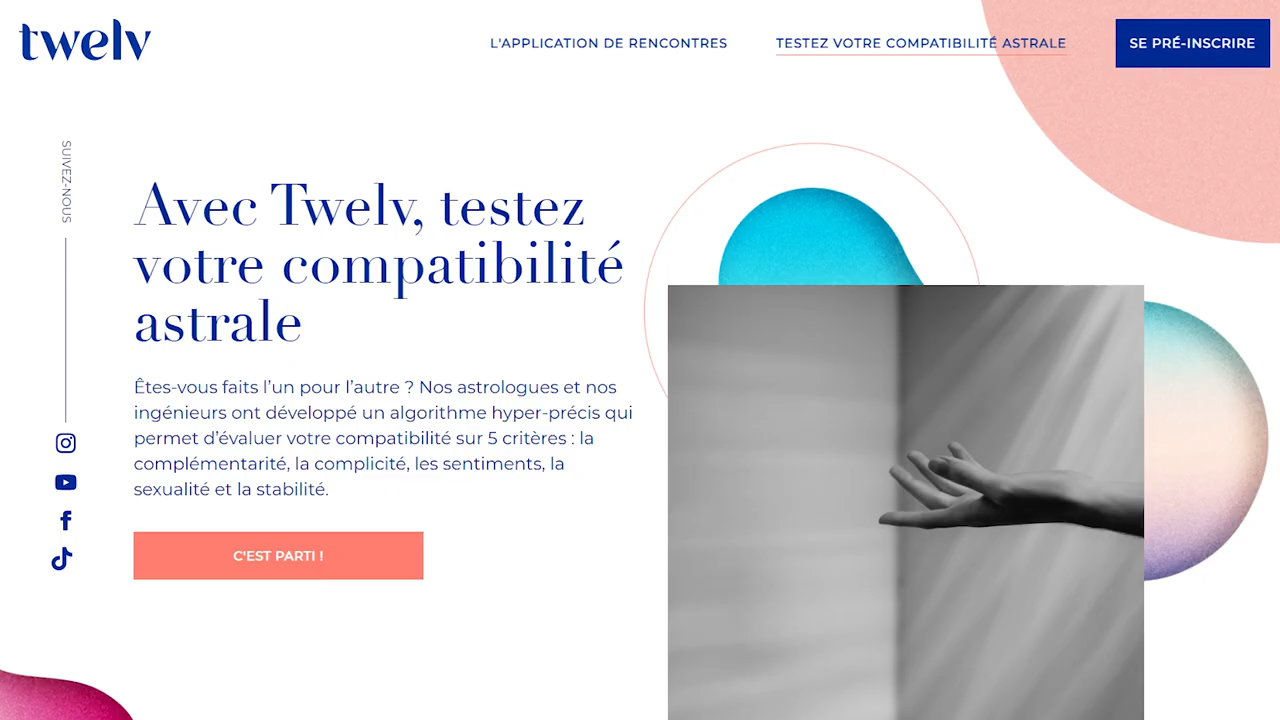 twelv
L'APPLICATION DE RENCONTRES
TESTEZ VOTRE COMPATIBILITÉ ASTRALE
SE PRÉ-INSCRIRE
SUIVEZ-NOUS
Avec Twelv, testez
votre compatibilité
astrale
Êtes-vous faits l’un pour l’autre ? Nos astrologues et nos
ingénieurs ont développé un algorithme hyper-précis qui
permet d’évaluer votre compatibilité sur 5 critères : la
complémentarité, la complicité, les sentiments, la
sexualité et la stabilité.
C'EST PARTI !